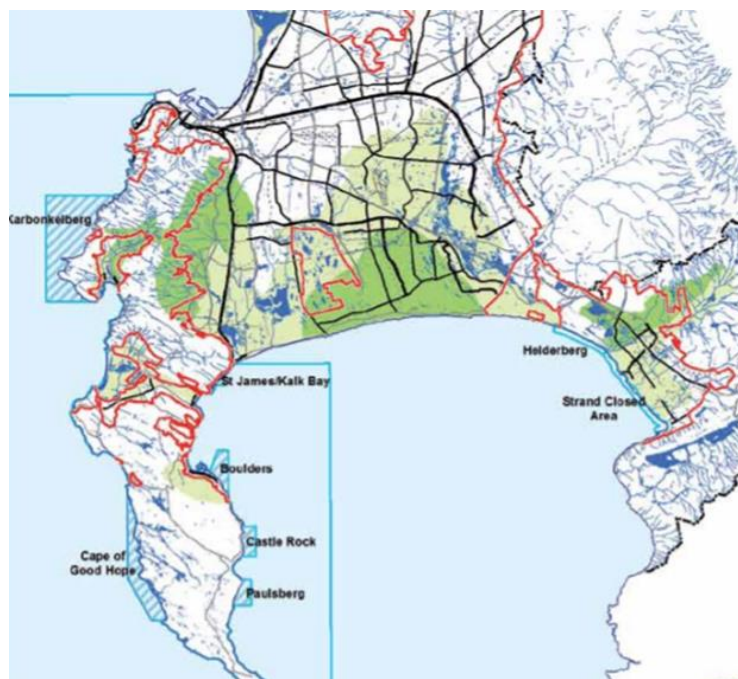 Karbonkelberg
Helderberg
St James/Kalk Bay
Strand Closed
Area
Boulders
Castle Rock
Cape of
Good Hope
Paulsberg